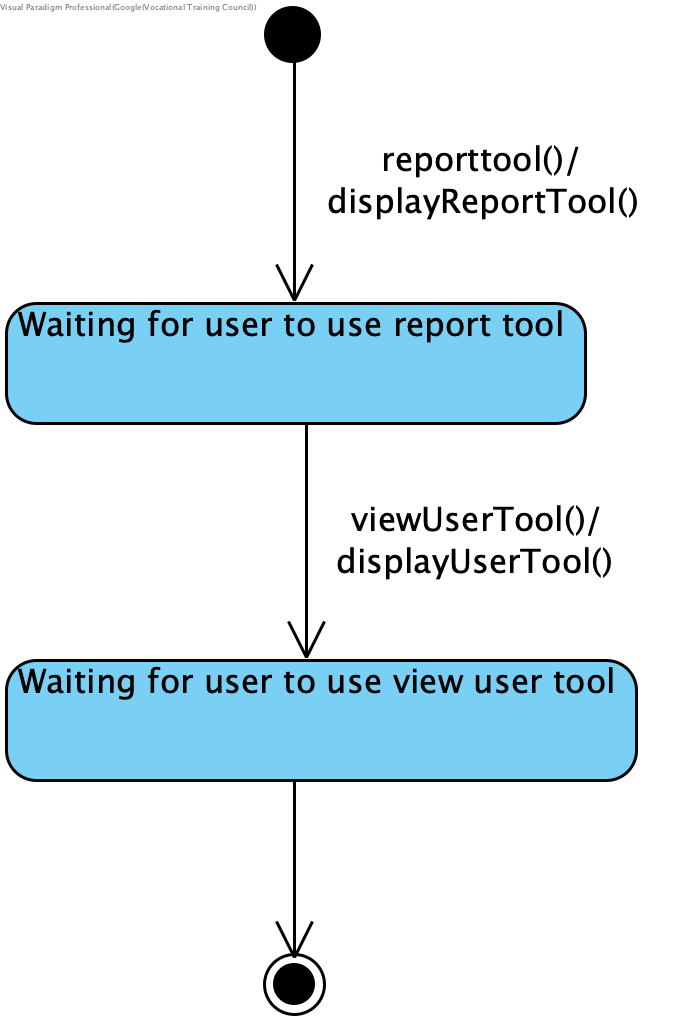 Visual Paradigm Professional(Google(Vocational Training Council))
reporttool()/
displayReportTool()
Waiting for user to use report tool
viewUserTool()/
displayUserTool()
Waiting for user to use view user tool